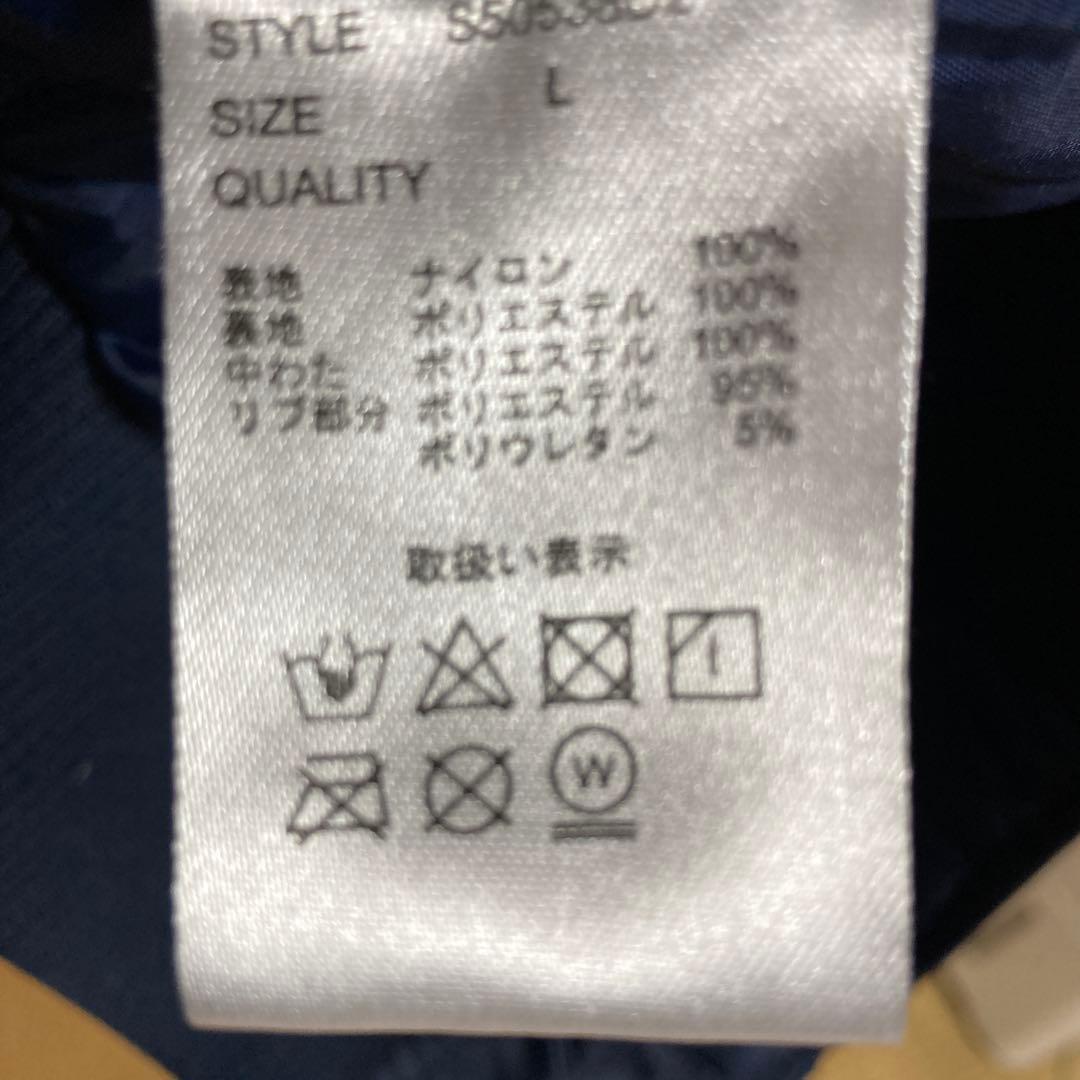 STYLE
SIZE L
QUALITY
表地 ナイロン 100%
裏地 ポリエステル 100%
中わた ポリエステル 100%
リブ部分 ポリエステル 95%
ポリウレタン 5%
取扱い表示
W